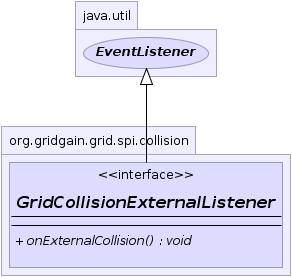 java.util
EventListener
org.gridgain.grid.spi.collision
<<interface>>
GridCollisionExternalListener
+ onExternalCollision() : void